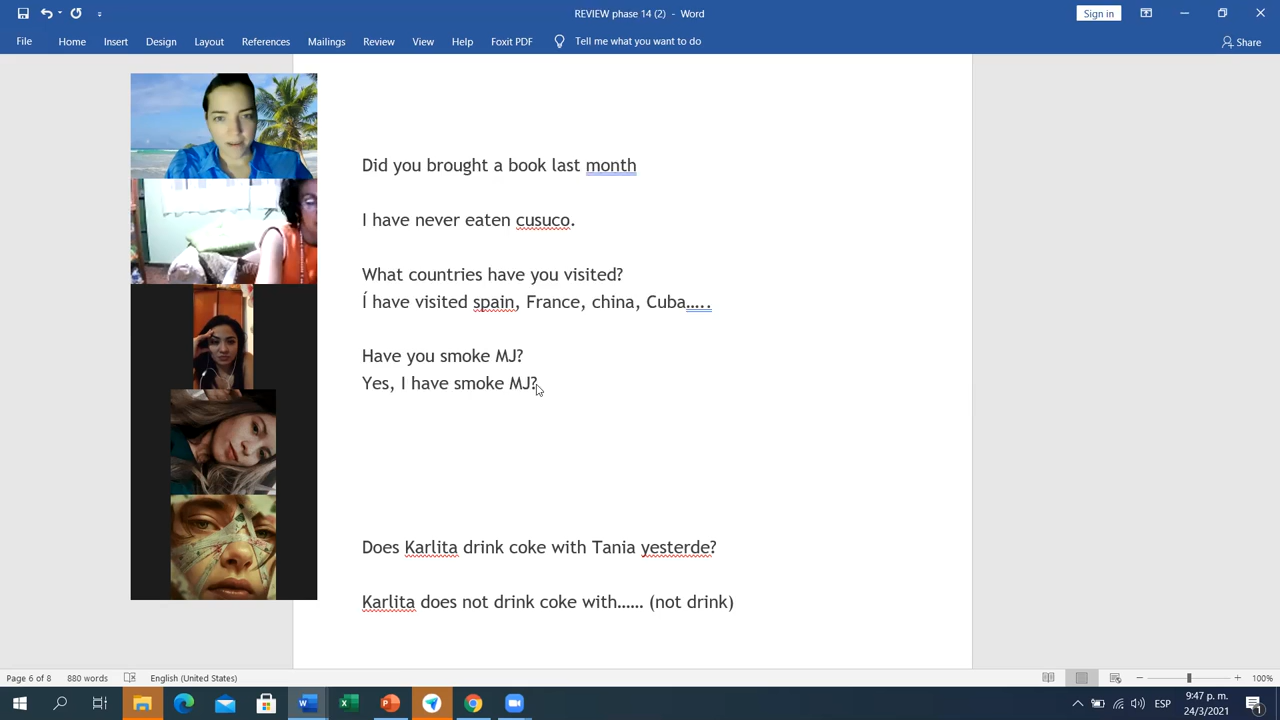 REVIEW phase 14 (2) - Word
Sign in
File Home Insert Design Layout References Mailings Review View Help Foxit PDF Tell me what you want to do Share
Did you brought a book last month
I have never eaten cusuco.
What countries have you visited?
Í have visited spain, France, china, Cuba…..
Have you smoke MJ?
Yes, I have smoke MJ?
Does Karlita drink coke with Tania yesterde?
Karlita does not drink coke with…… (not drink)
Page 6 of 8 880 words English (United States) 100%
ESP
9:47 p. m.
24/3/2021